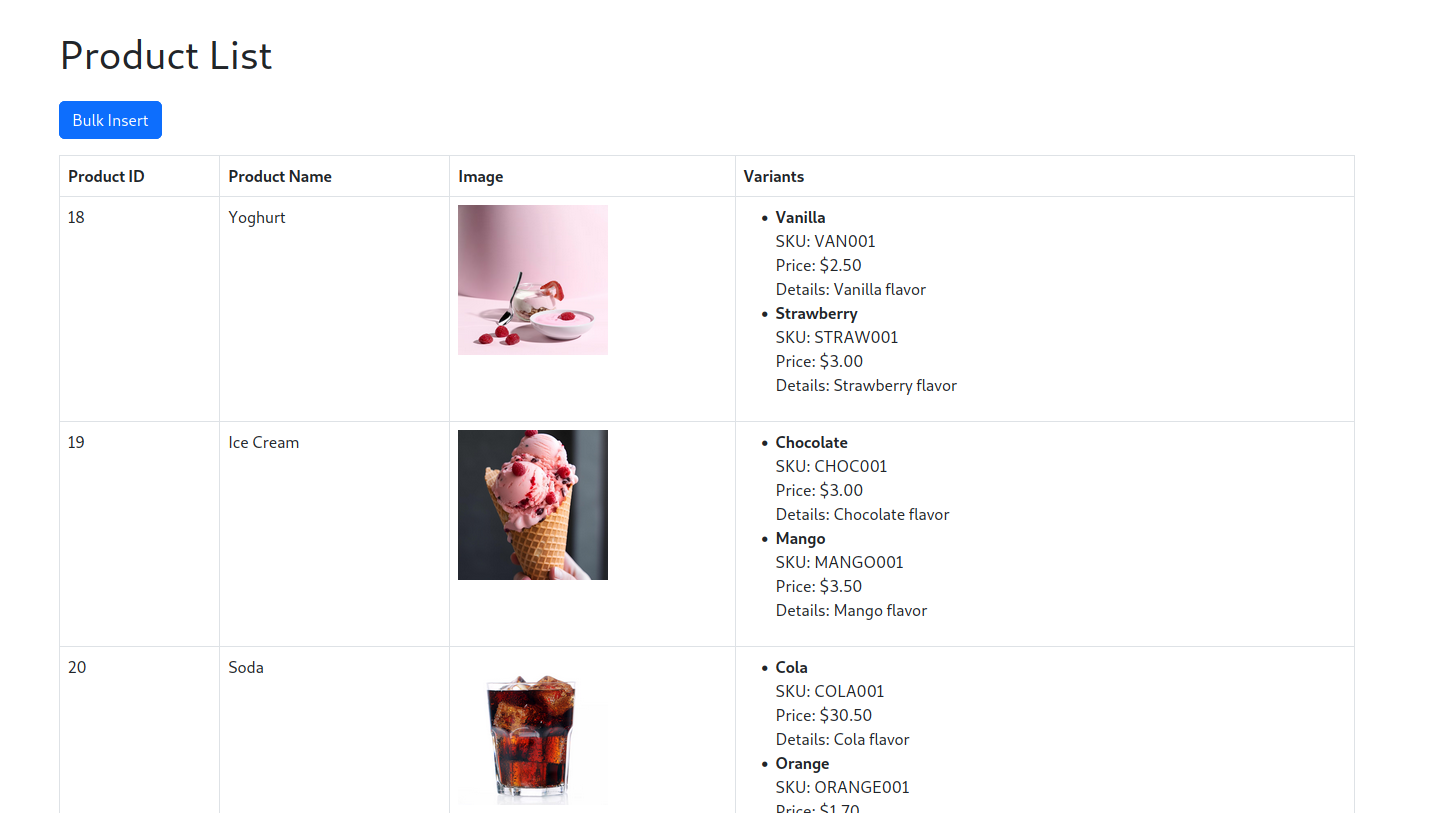 Product List
Bulk Insert
Product ID
Product Name
Image
Variants
18
Yoghurt
Vanilla
SKU: VAN001
Price: $2.50
Details: Vanilla flavor
Strawberry
SKU: STRAW001
Price: $3.00
Details: Strawberry flavor
19
Ice Cream
Chocolate
SKU: CHOC001
Price: $3.00
Details: Chocolate flavor
Mango
SKU: MANGO001
Price: $3.50
Details: Mango flavor
20
Soda
Cola
SKU: COLA001
Price: $30.50
Details: Cola flavor
Orange
SKU: ORANGE001
Price: $1.70